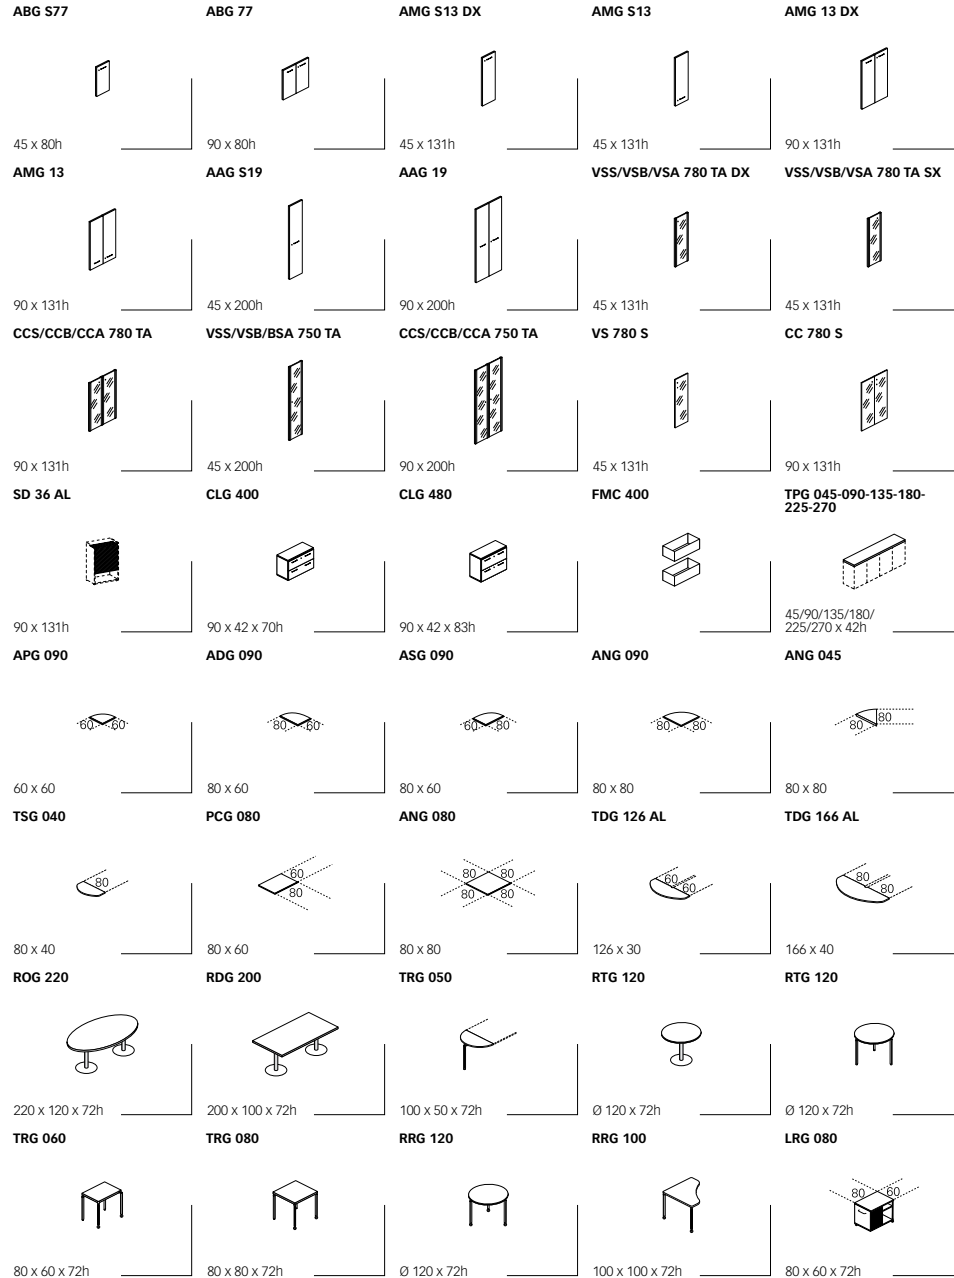 ABG S77
ABG 77
AMG S13 DX
AMG S13
AMG 13 DX
45 x 80h
90 x 80h
45 x 131h
45 x 131h
90 x 131h
AMG 13
AAG S19
AAG 19
VSS/VSB/VSA 780 TA DX
VSS/VSB/VSA 780 TA SX
90 x 131h
45 x 200h
90 x 200h
45 x 131h
45 x 131h
CCS/CCB/CCA 780 TA
VSS/VSB/BSA 750 TA
CCS/CCB/CCA 750 TA
VS 780 S
CC 780 S
90 x 131h
45 x 200h
90 x 200h
45 x 131h
90 x 131h
SD 36 AL
CLG 400
CLG 480
FMC 400
TPG 045-090-135-180-
225-270
90 x 131h
90 x 42 x 70h
90 x 42 x 83h
45/90/135/180/
225/270 x 42h
APG 090
ADG 090
ASG 090
ANG 090
ANG 045
60 60
80 60
60 80
80 80
80
60 x 60
80 x 60
80 x 60
80 x 80
80 x 80
TSG 040
PCG 080
ANG 080
TDG 126 AL
TDG 166 AL
80
60
80
80 80
80 80
60
60
80
80
80 x 40
80 x 60
80 x 80
126 x 30
166 x 40
ROG 220
RDG 200
TRG 050
RTG 120
RTG 120
220 x 120 x 72h
200 x 100 x 72h
100 x 50 x 72h
Ø 120 x 72h
Ø 120 x 72h
TRG 060
TRG 080
RRG 120
RRG 100
LRG 080
80 60
80 x 60 x 72h
80 x 80 x 72h
Ø 120 x 72h
100 x 100 x 72h
80 x 60 x 72h